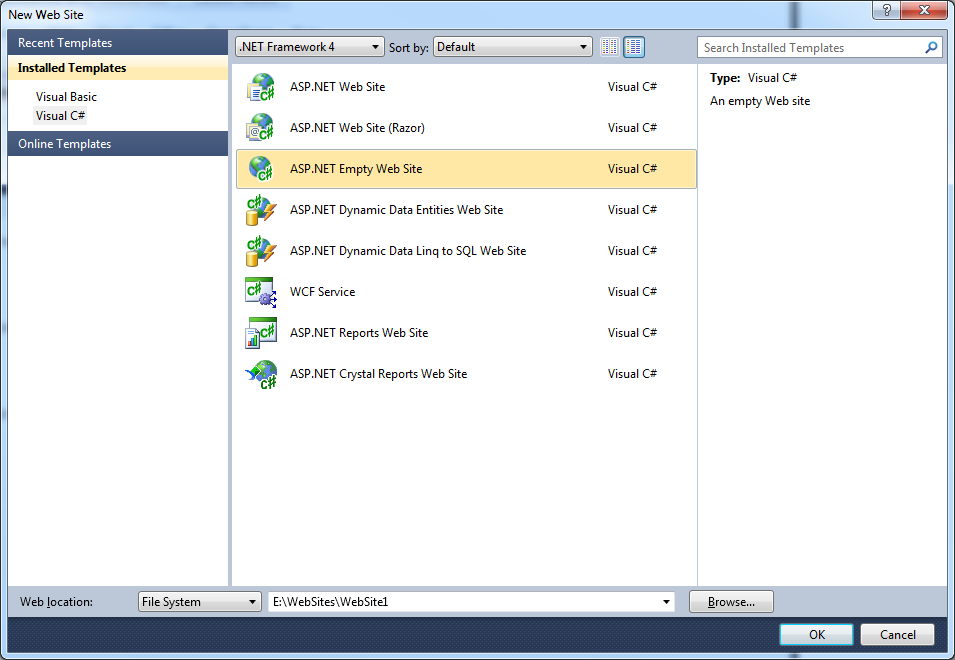 New Web Site
?
Recent Templates
Installed Templates
Visual Basic
Visual C#
Online Templates
.NET Framework 4
Sort by:
Default
Search Installed Templates
ASP.NET Web Site Visual C#
ASP.NET Web Site (Razor) Visual C#
ASP.NET Empty Web Site Visual C#
ASP.NET Dynamic Data Entities Web Site Visual C#
ASP.NET Dynamic Data Linq to SQL Web Site Visual C#
WCF Service Visual C#
ASP.NET Reports Web Site Visual C#
ASP.NET Crystal Reports Web Site Visual C#
Type: Visual C#
An empty Web site
Web location:
File System
E:\WebSites\WebSite1
Browse...
OK
Cancel